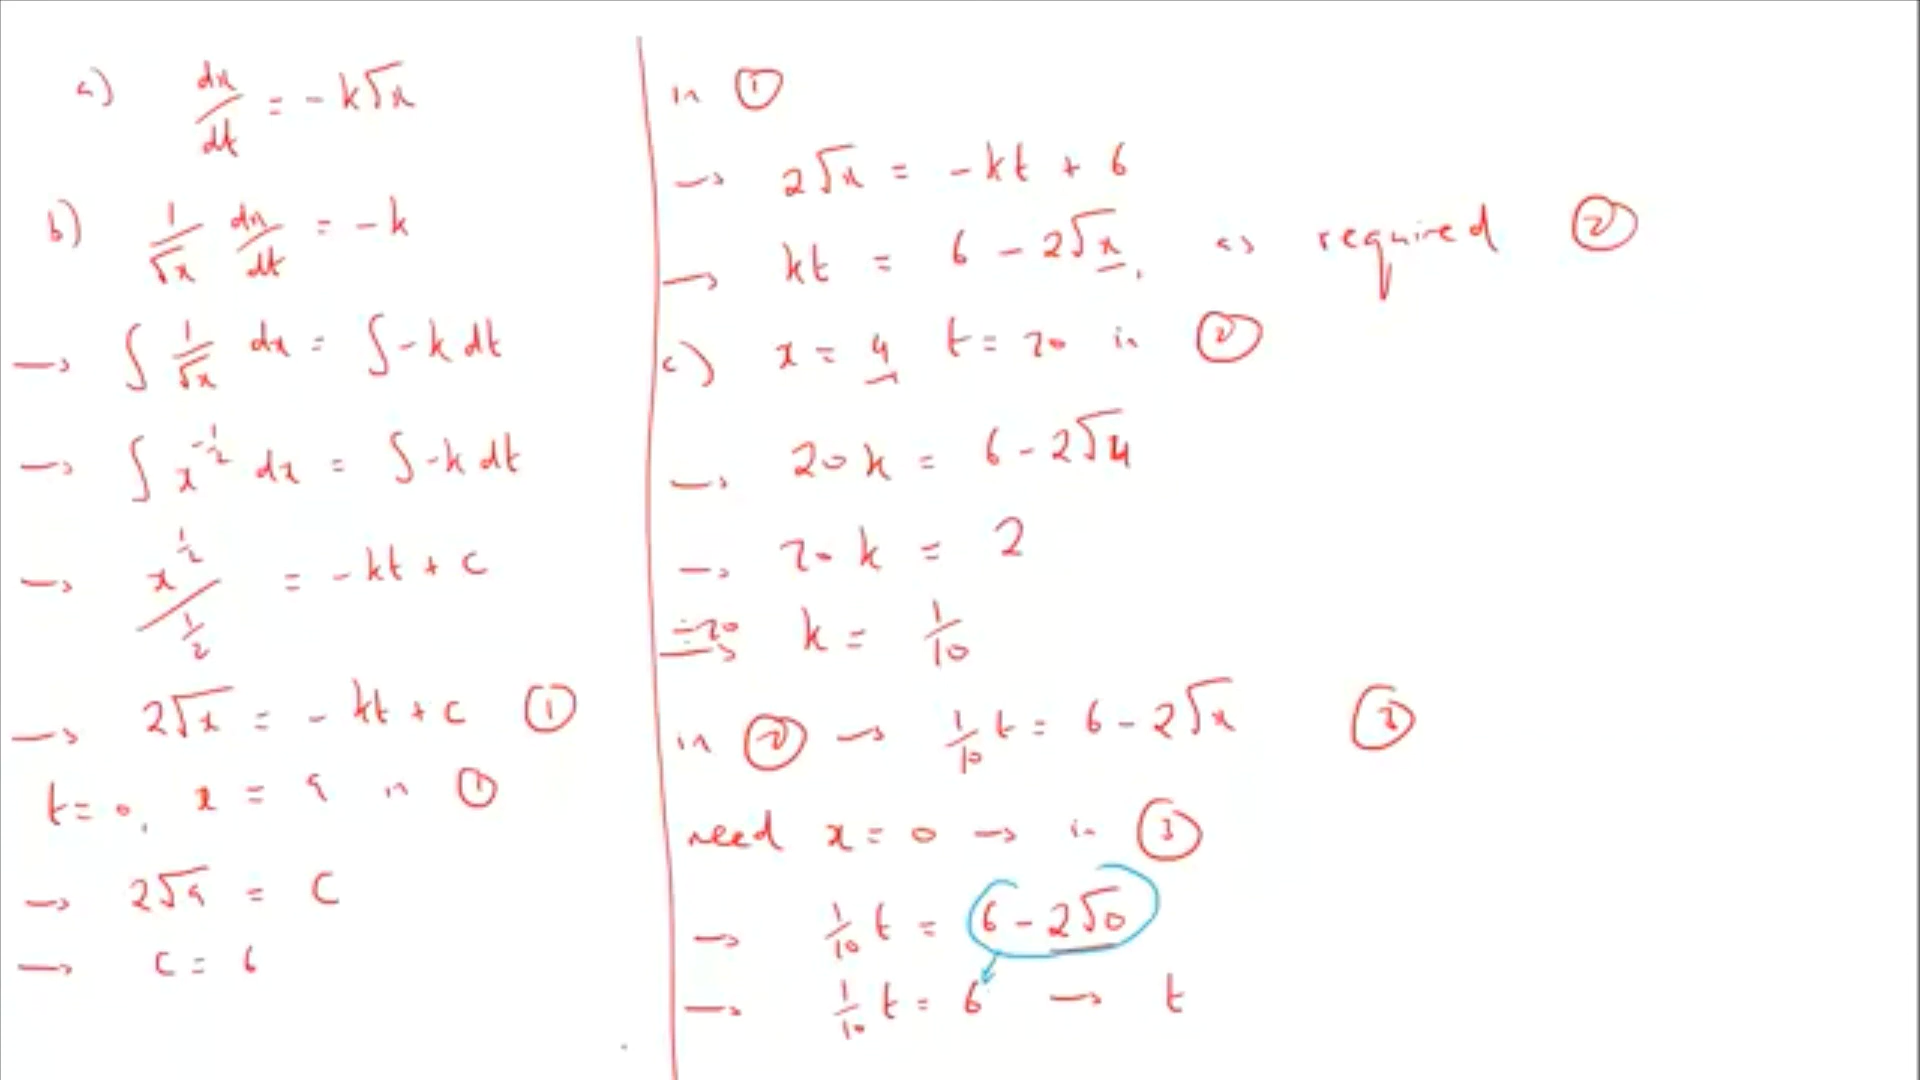 a) dx/dt = -k√x
b) 1/√x dx/dt = -k
→ ∫ 1/√x dx = ∫ -k dt
→ ∫ x^(-1/2) dx = ∫ -k dt
→ x^(1/2) / (1/2) = -kt + c
→ 2√x = -kt + c ①
t = 0, x = 9 in ①
→ 2√9 = C
→ C = 6
in ①
→ 2√x = -kt + 6
→ kt = 6 - 2√x, as required ②
c) x = 4 t = 20 in ②
→ 20k = 6 - 2√4
→ 20k = 2
÷20 → k = 1/10
in ② → 1/10 t = 6 - 2√x ③
need x = 0 → in ③
→ 1/10 t = 6 - 2√0
→ 1/10 t = 6 → t